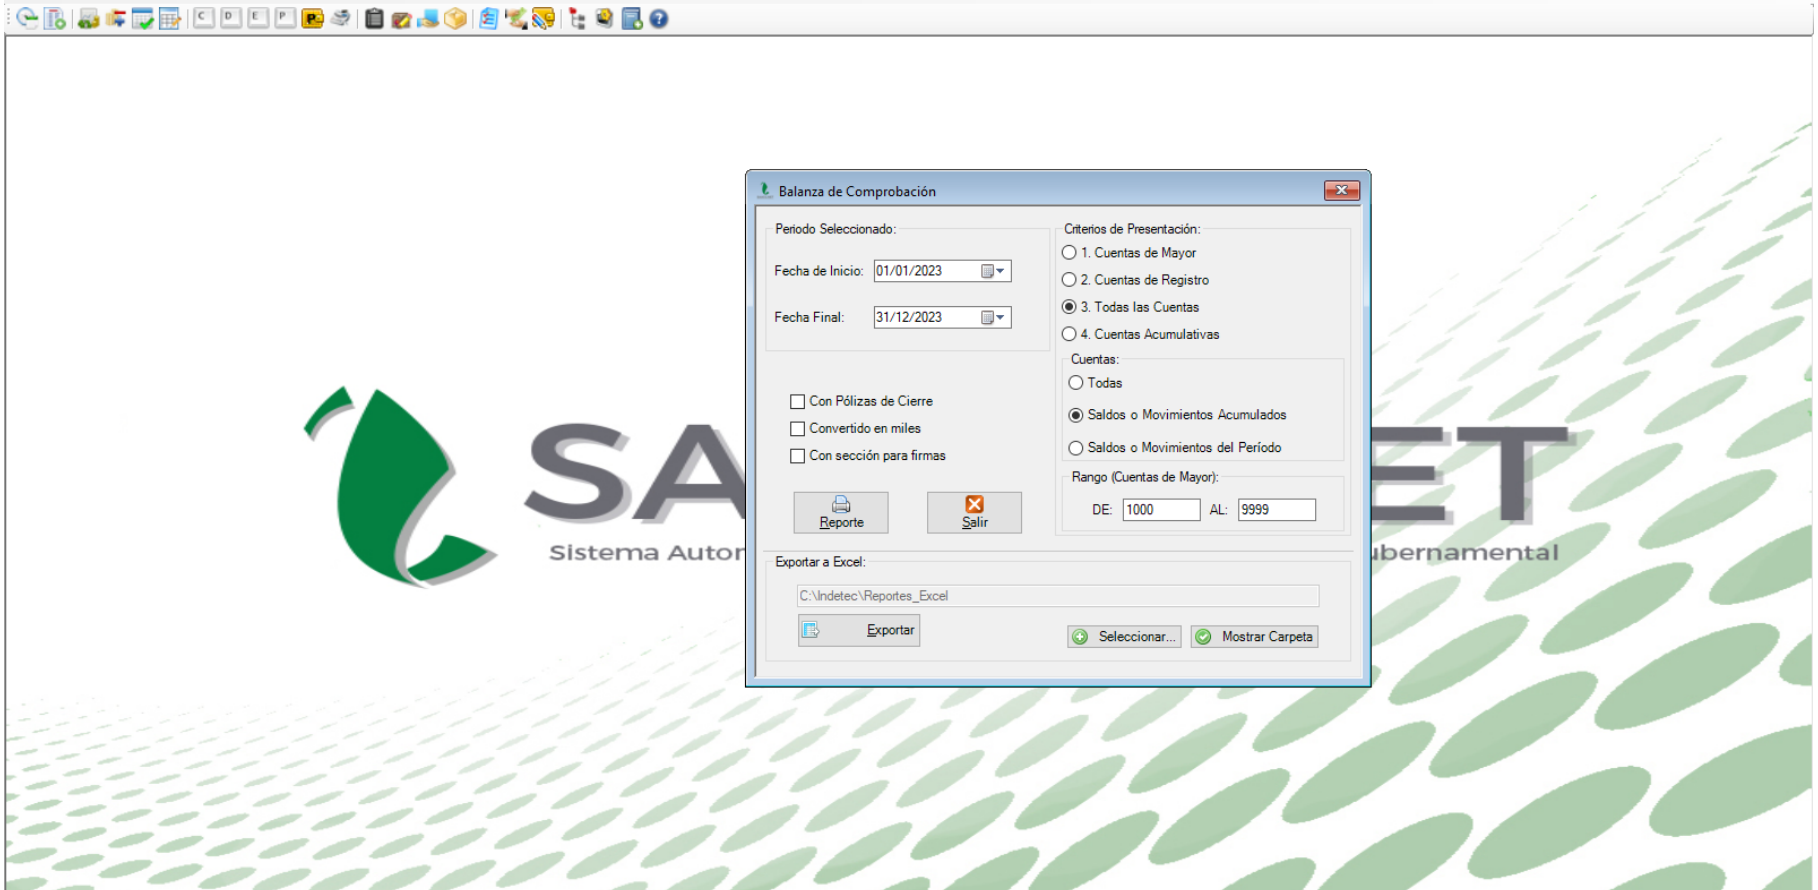 C D E P P
Balanza de Comprobación
Periodo Seleccionado:
Fecha de Inicio: 01/01/2023
Fecha Final: 31/12/2023
Criterios de Presentación:
1. Cuentas de Mayor
2. Cuentas de Registro
3. Todas las Cuentas
4. Cuentas Acumulativas
Cuentas:
Todas
Saldos o Movimientos Acumulados
Saldos o Movimientos del Período
Rango (Cuentas de Mayor):
DE: 1000 AL: 9999
Con Pólizas de Cierre
Convertido en miles
Con sección para firmas
Reporte
Salir
Exportar a Excel:
C:\Indetec\Reportes_Excel
Exportar
Seleccionar...
Mostrar Carpeta
SA ET
Sistema Autor ubernamental